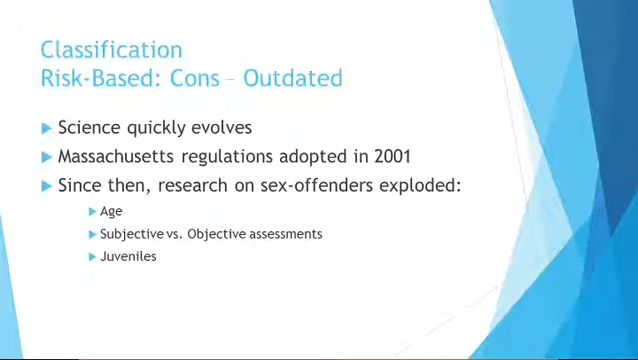 Classification
Risk-Based: Cons – Outdated
Science quickly evolves
Massachusetts regulations adopted in 2001
Since then, research on sex-offenders exploded:
Age
Subjective vs. Objective assessments
Juveniles